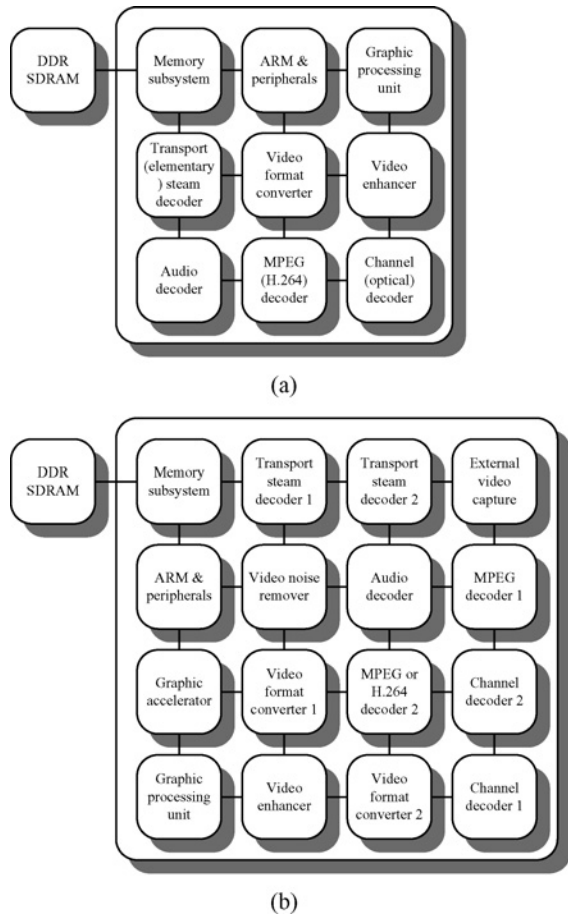 DDR
SDRAM
Memory
subsystem
ARM &
peripherals
Graphic
processing
unit
Transport
(elementary
) steam
decoder
Video
format
converter
Video
enhancer
Audio
decoder
MPEG
(H.264)
decoder
Channel
(optical)
decoder
(a)
DDR
SDRAM
Memory
subsystem
Transport
steam
decoder 1
Transport
steam
decoder 2
External
video
capture
ARM &
peripherals
Video noise
remover
Audio
decoder
MPEG
decoder 1
Graphic
accelerator
Video
format
converter 1
MPEG or
H.264
decoder 2
Channel
decoder 2
Graphic
processing
unit
Video
enhancer
Video
format
converter 2
Channel
decoder 1
(b)